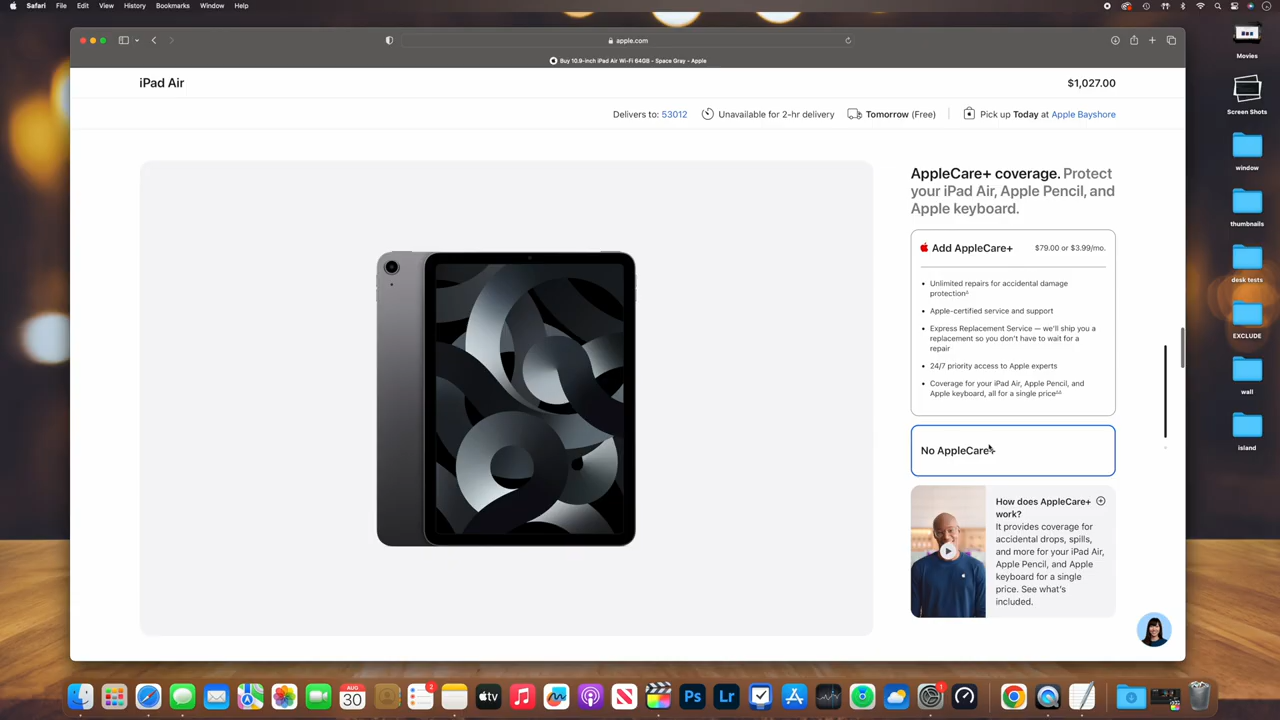 Safari File Edit View History Bookmarks Window Help
apple.com
Buy 10.9-inch iPad Air Wi-Fi 64GB - Space Gray - Apple
iPad Air
$1,027.00
Delivers to: 53012
Unavailable for 2-hr delivery
Tomorrow (Free)
Pick up Today at Apple Bayshore
AppleCare+ coverage. Protect
your iPad Air, Apple Pencil, and
Apple keyboard.
Add AppleCare+ $79.00 or $3.99/mo.
• Unlimited repairs for accidental damage
protection
• Apple-certified service and support
• Express Replacement Service — we'll ship you a
replacement so you don't have to wait for a
repair
• 24/7 priority access to Apple experts
• Coverage for your iPad Air, Apple Pencil, and
Apple keyboard, all for a single price
No AppleCare+
How does AppleCare+
work?
It provides coverage for
accidental drops, spills,
and more for your iPad Air,
Apple Pencil, and Apple
keyboard for a single
price. See what's
included.
Movies
Screen Shots
window
thumbnails
desk tests
EXCLUDE
wall
island
AUG
30
2
tv
Ps
Lr
1